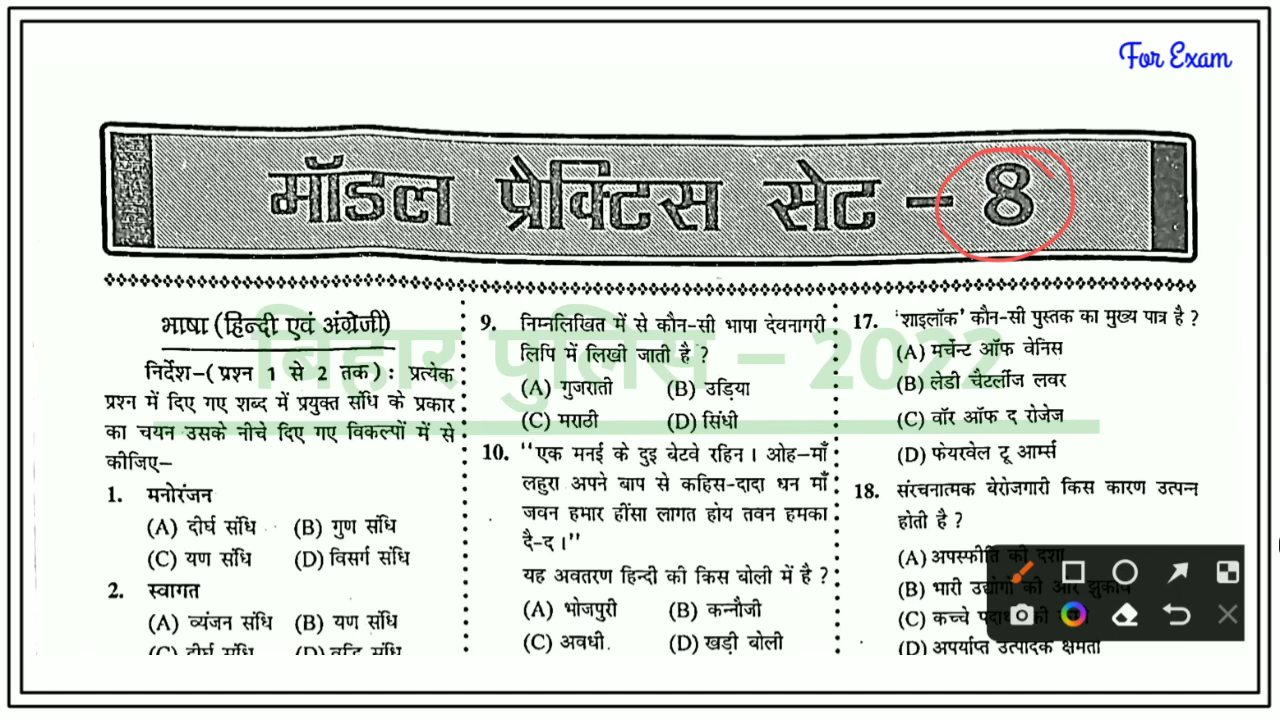 For Exam
मॉडल प्रैक्टिस सेट – 8
बिहार पुलिस – 2022
भाषा (हिन्दी एवं अंग्रेजी)
निर्देश–( प्रश्न 1 से 2 तक ) : प्रत्येक
प्रश्न में दिए गए शब्द में प्रयुक्त संधि के प्रकार
का चयन उसके नीचे दिए गए विकल्पों में से
कीजिए–
1. मनोरंजन
(A) दीर्घ संधि (B) गुण संधि
(C) यण संधि (D) विसर्ग संधि
2. स्वागत
(A) व्यंजन संधि (B) यण संधि
(C) दीर्घ संधि (D) वृद्धि संधि
9. निम्नलिखित में से कौन-सी भाषा देवनागरी
लिपि में लिखी जाती है ?
(A) गुजराती (B) उड़िया
(C) मराठी (D) सिंधी
10. ‘‘एक मनई के दुइ बेटवे रहिन। ओह–माँ
लहुरा अपने बाप से कहिस-दादा धन माँ
जवन हमार हींसा लागत होय तवन हमका
दै-द।’’
यह अवतरण हिन्दी की किस बोली में है ?
(A) भोजपुरी (B) कन्नौजी
(C) अवधी. (D) खड़ी बोली
17. ‘शाइलॉक’ कौन-सी पुस्तक का मुख्य पात्र है ?
(A) मर्चेन्ट ऑफ वेनिस
(B) लेडी चैटर्लीज लवर
(C) वॉर ऑफ द रोजेज
(D) फेयरवेल टू आर्म्स
18. संरचनात्मक बेरोजगारी किस कारण उत्पन्न
होती है ?
(A) अपस्फीति की दशा
(B) भारी उद्योगों की ओर झुकाव
(C) कच्चे की
(D) अपर्याप्त उत्पादक क्षमता